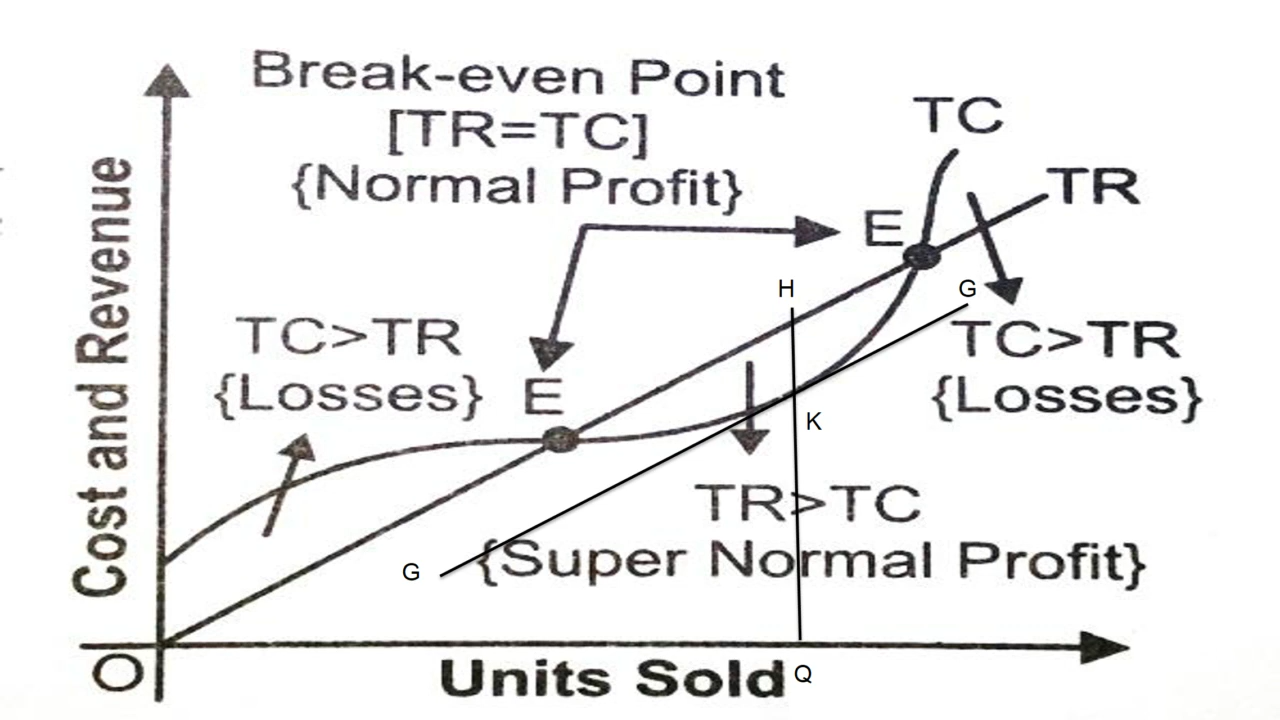 Break-even Point
[TR=TC]
{Normal Profit}
TC
TR
E
H
G
TC>TR
{Losses}
E
TC>TR
{Losses}
K
TR>TC
{Super Normal Profit}
G
Cost and Revenue
O
Units Sold
Q